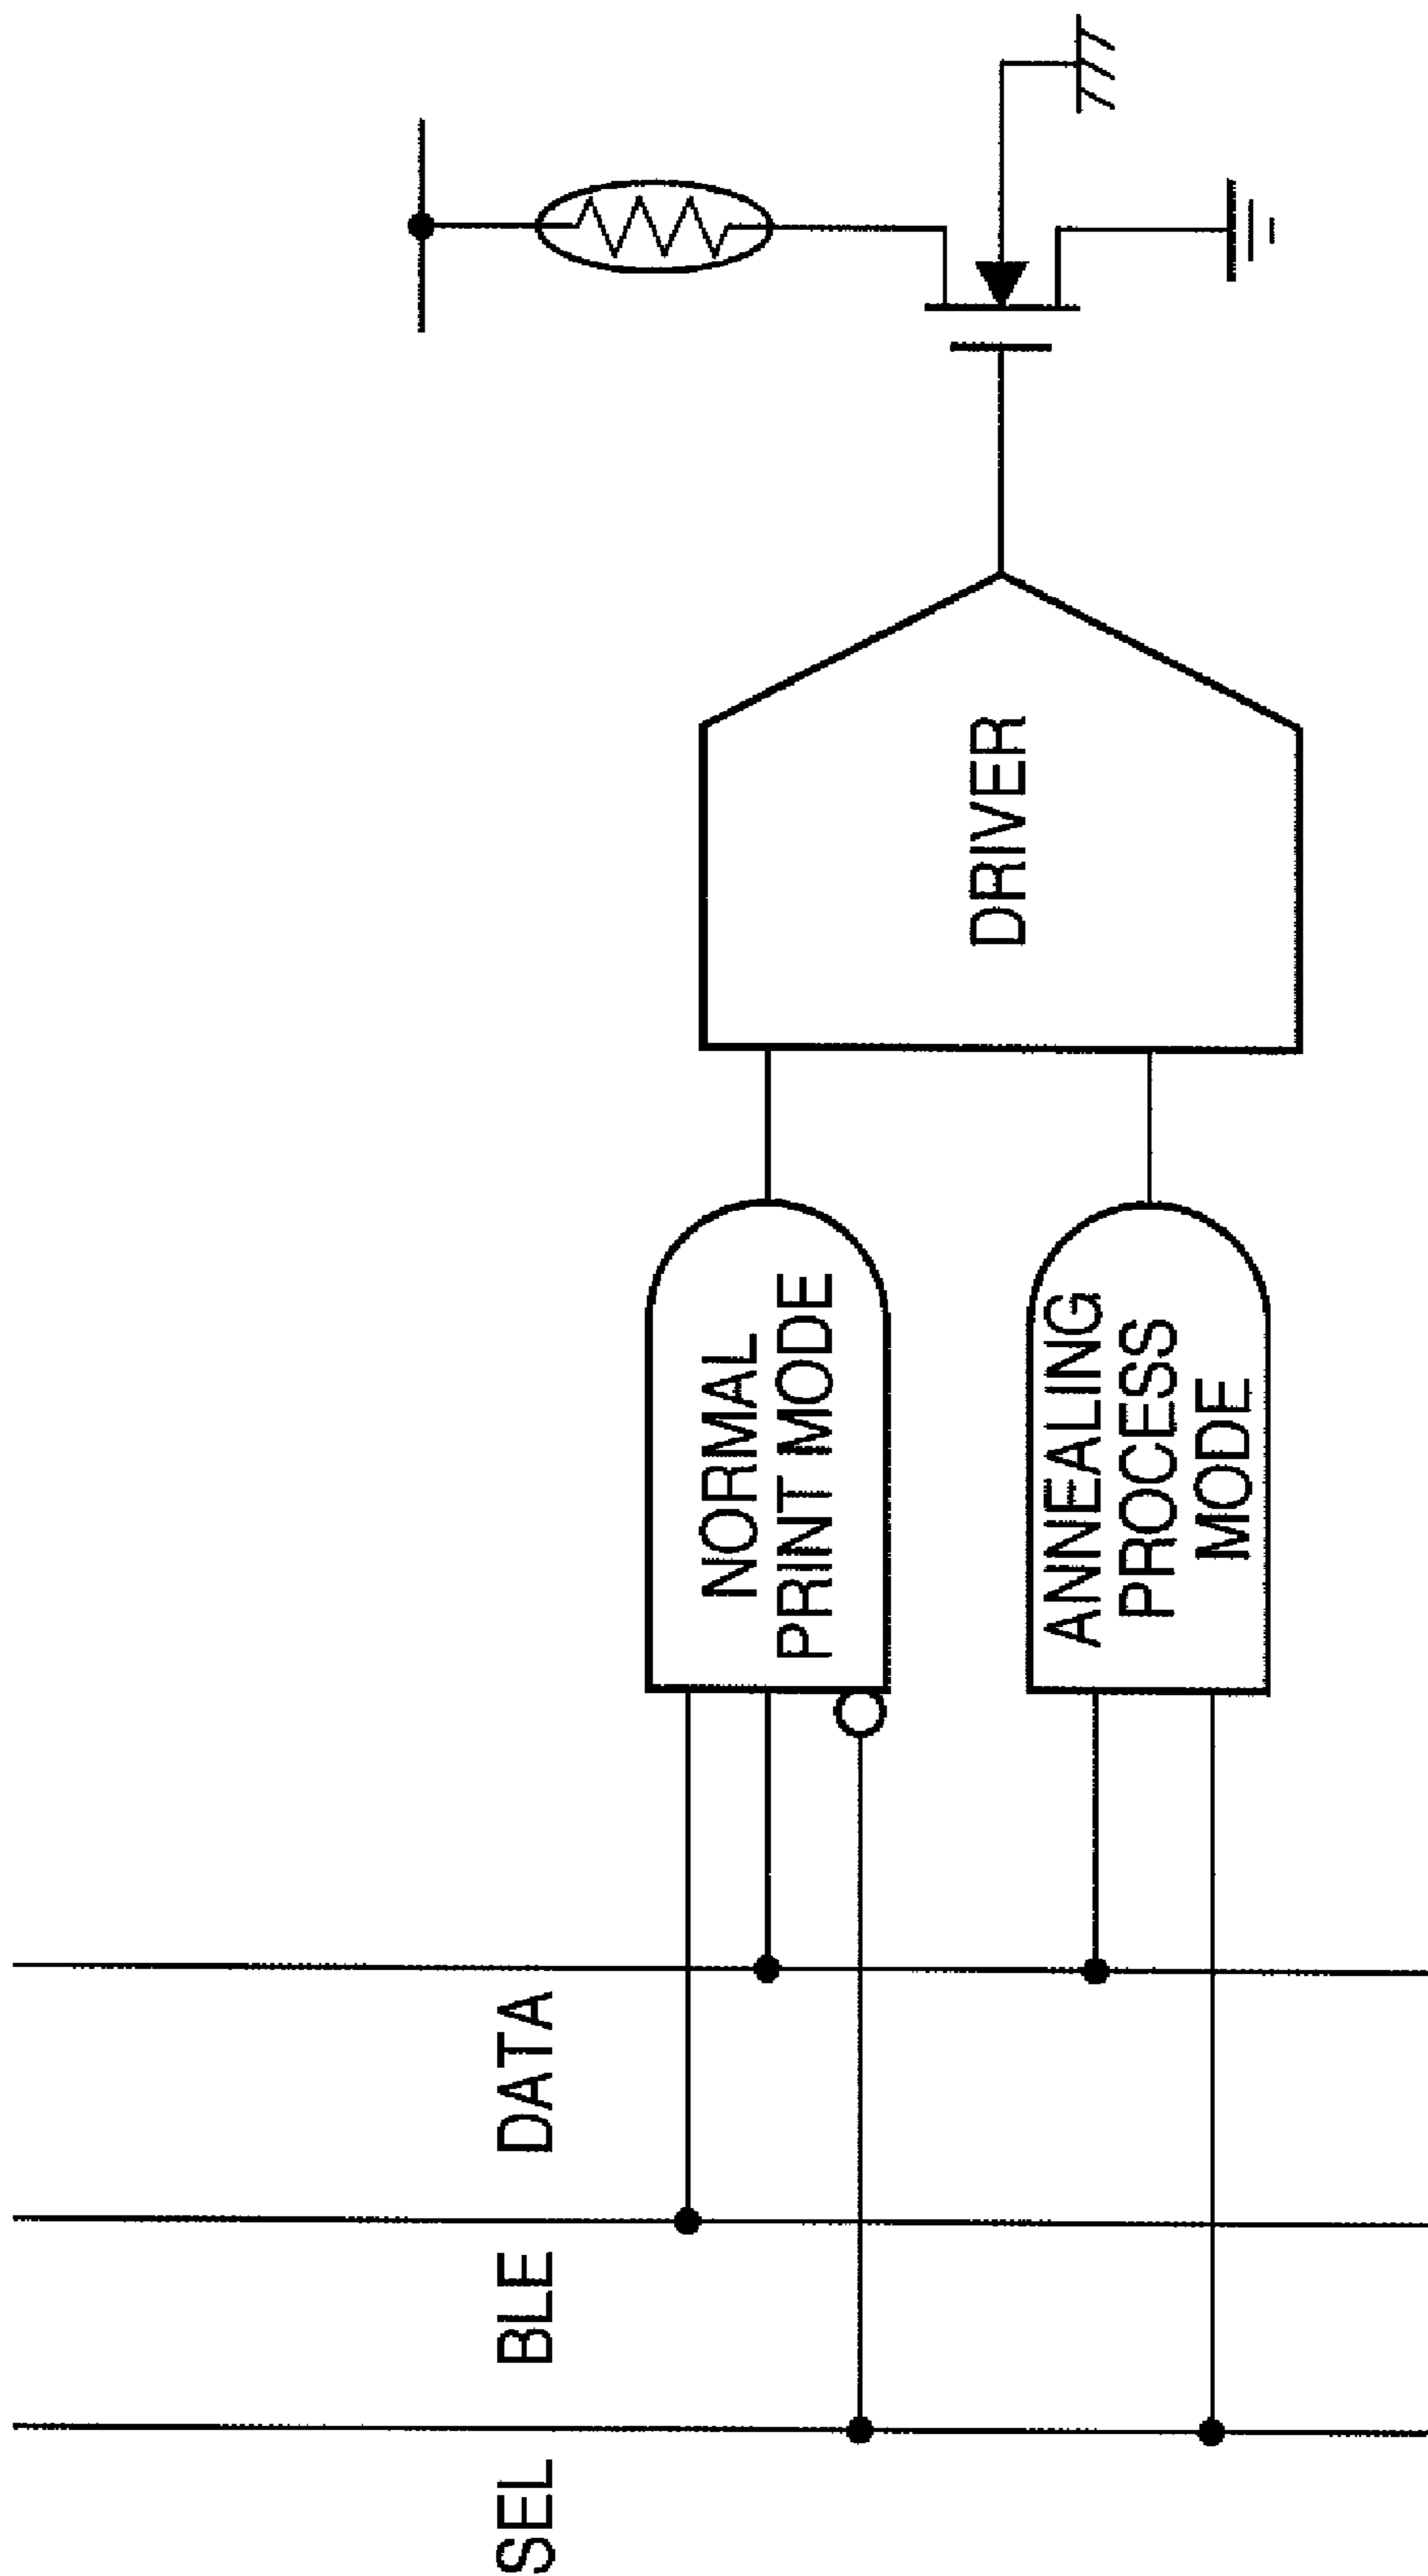 SEL
BLE
DATA
NORMAL
PRINT MODE
ANNEALING
PROCESS
MODE
DRIVER